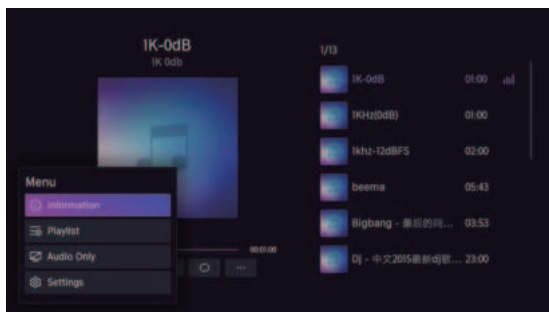 1K-0dB
1K 0db
1/13
1K-0dB 01:00
1KHz(0dB) 01:00
1khz-12dBFS 02:00
beema 05:43
Bigbang - 最后的问... 03:53
Dj - 中文2015最新dj歌... 23:00
00:01:00
Menu
Information
Playlist
Audio Only
Settings